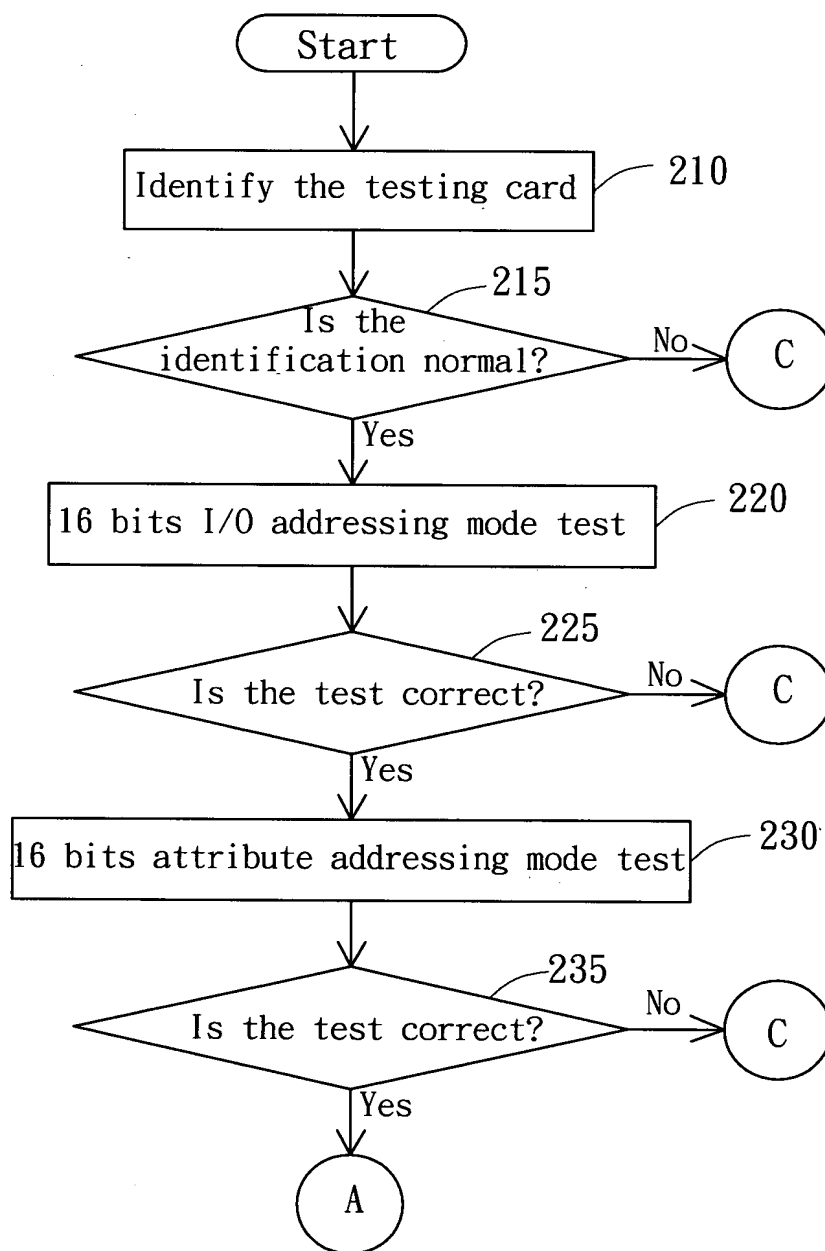 Start
Identify the testing card
210
215
Is the
identification normal?
No
C
Yes
16 bits I/O addressing mode test
220
225
Is the test correct?
No
C
Yes
16 bits attribute addressing mode test
230
235
Is the test correct?
No
C
Yes
A